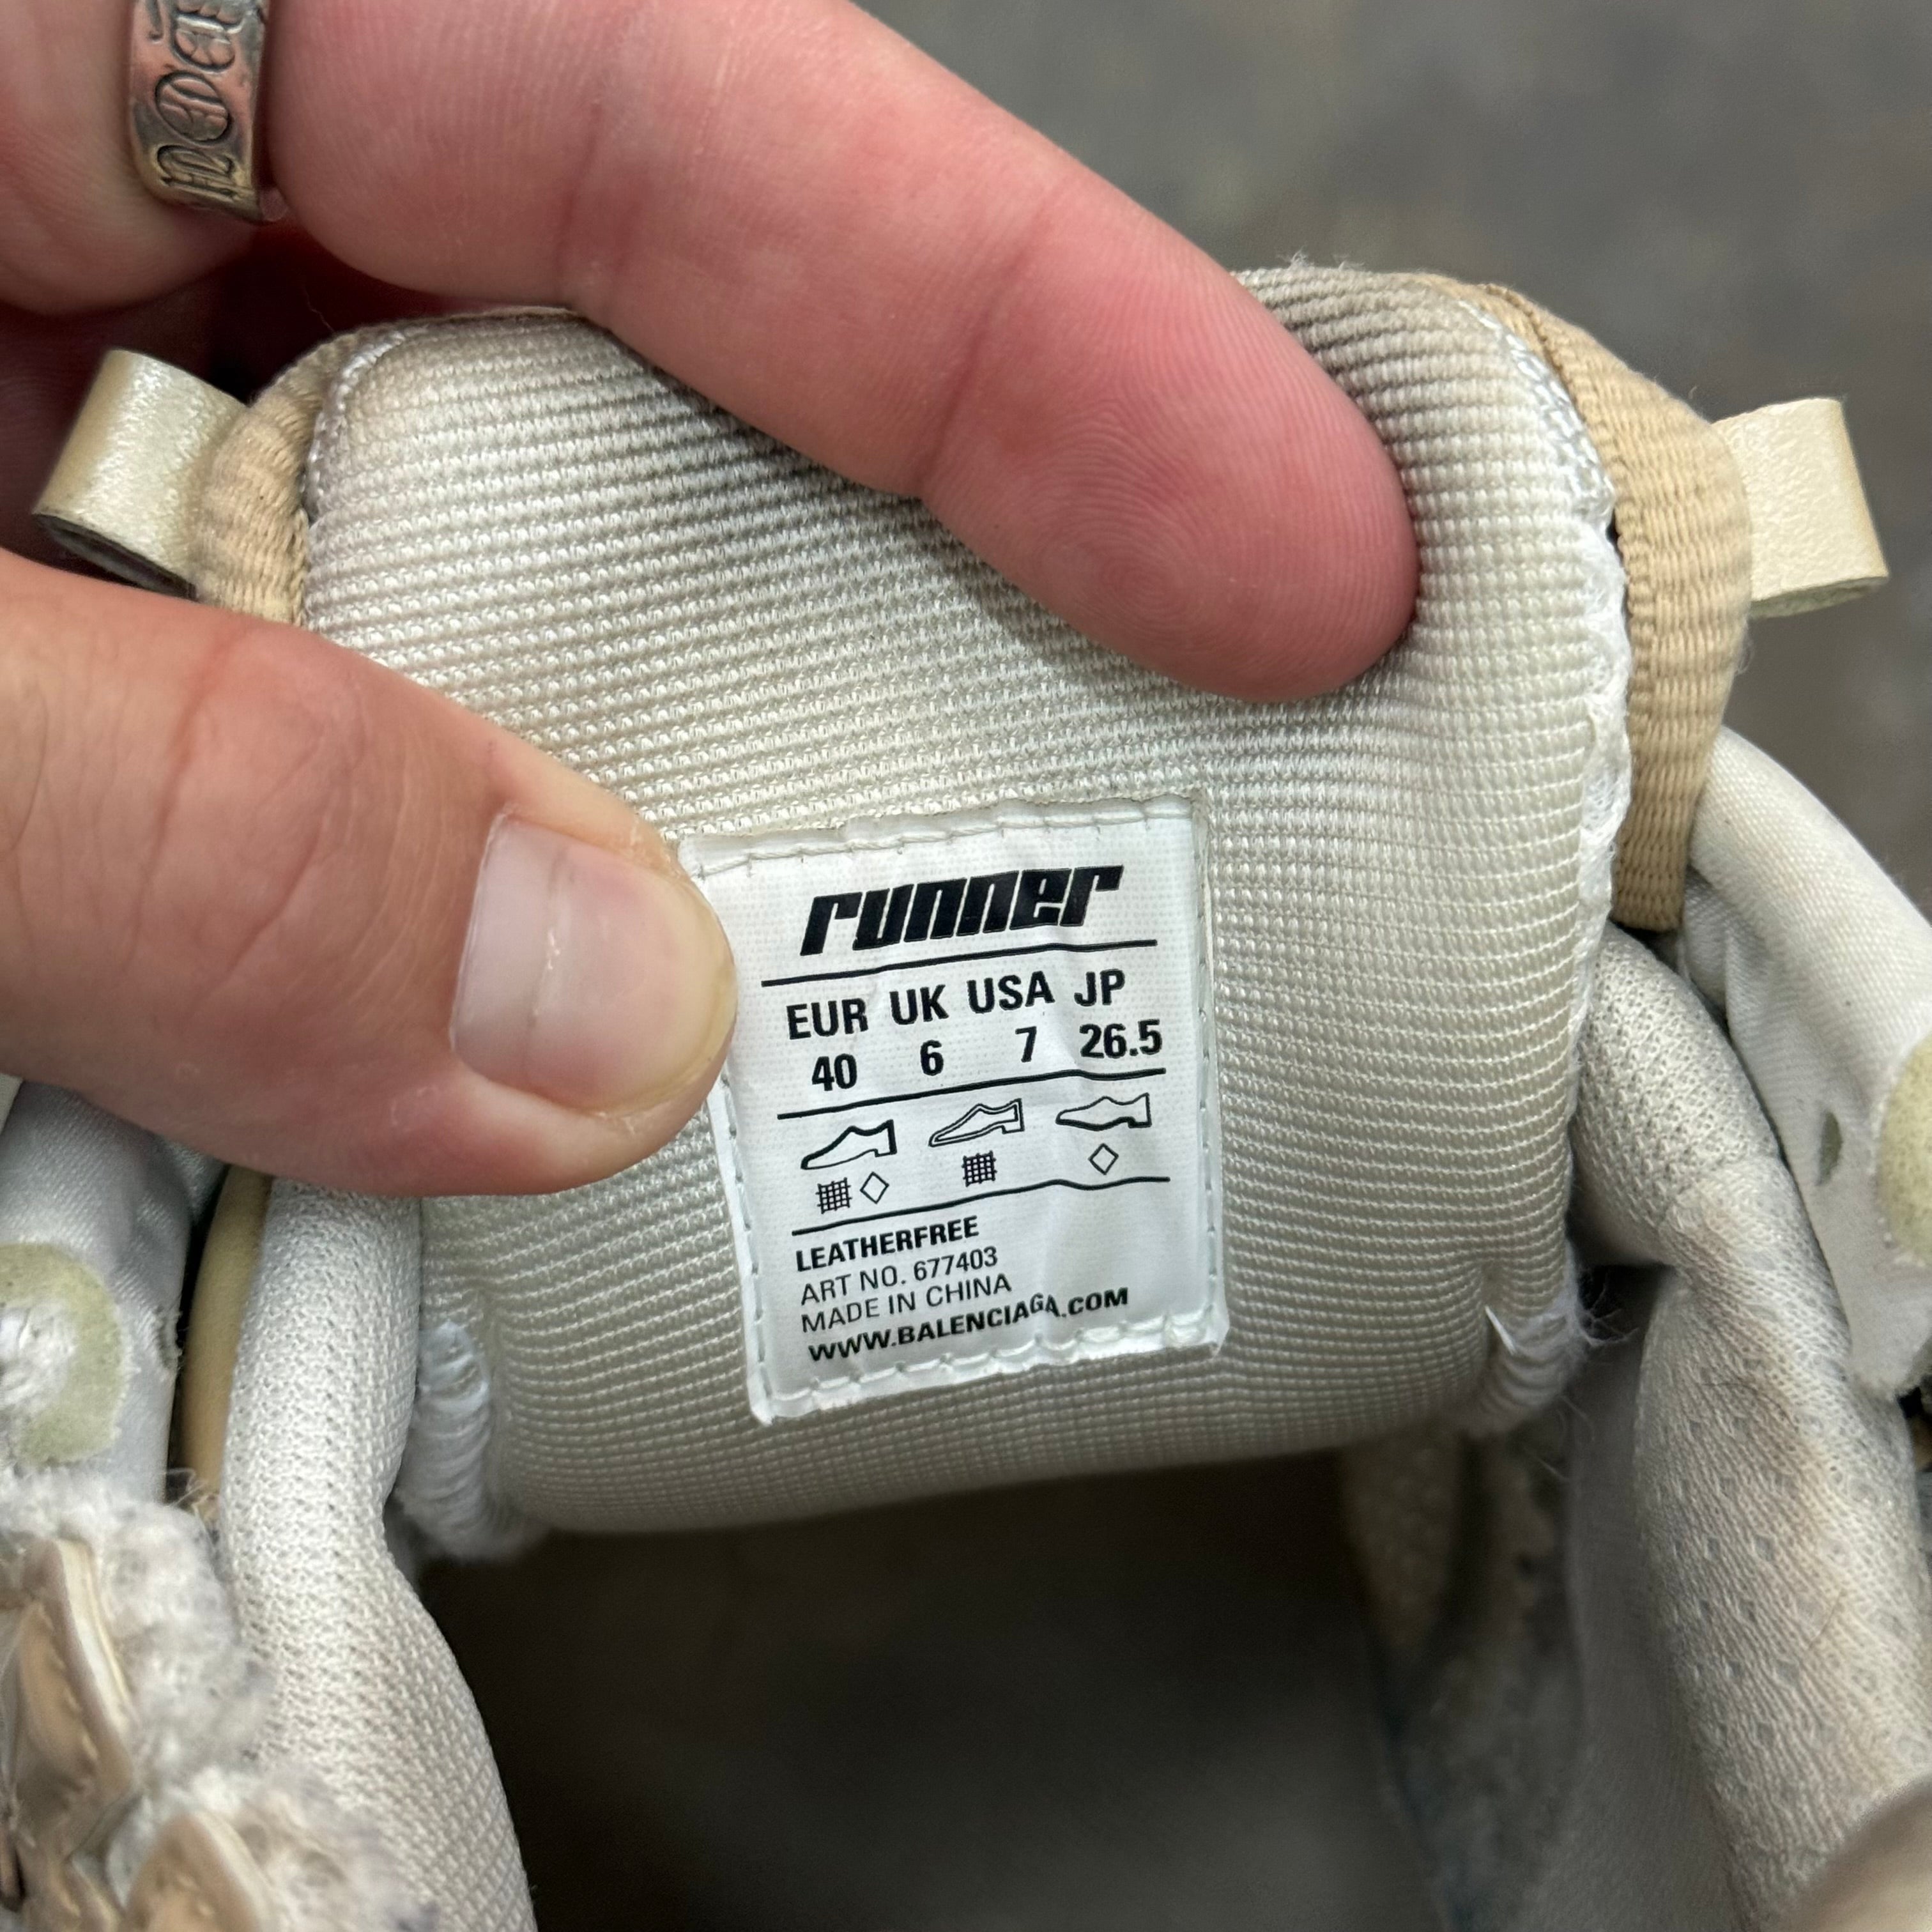 runner
EUR UK USA JP
40 6 7 26.5
LEATHERFREE
ART NO. 677403
MADE IN CHINA
WWW.BALENCIAGA.COM